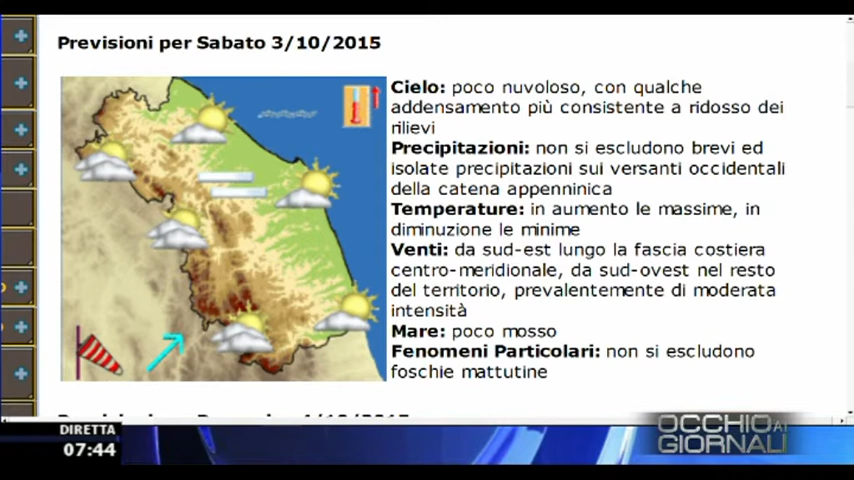 Previsioni per Sabato 3/10/2015
Cielo: poco nuvoloso, con qualche
addensamento più consistente a ridosso dei
rilievi
Precipitazioni: non si escludono brevi ed
isolate precipitazioni sui versanti occidentali
della catena appenninica
Temperature: in aumento le massime, in
diminuzione le minime
Venti: da sud-est lungo la fascia costiera
centro-meridionale, da sud-ovest nel resto
del territorio, prevalentemente di moderata
intensità
Mare: poco mosso
Fenomeni Particolari: non si escludono
foschie mattutine
DIRETTA
07:44
OCCHIO AI
GIORNALI